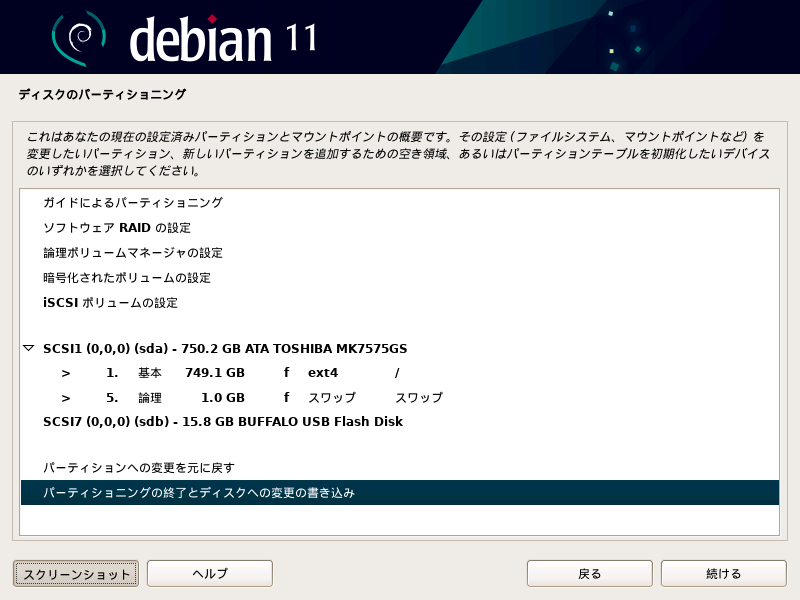 debian 11
ディスクのパーティショニング
これはあなたの現在の設定済みパーティションとマウントポイントの概要です。その設定 (ファイルシステム、マウントポイントなど) を
変更したいパーティション、新しいパーティションを追加するための空き領域、あるいはパーティションテーブルを初期化したいデバイス
のいずれかを選択してください。
ガイドによるパーティショニング
ソフトウェア RAID の設定
論理ボリュームマネージャの設定
暗号化されたボリュームの設定
iSCSI ボリュームの設定
SCSI1 (0,0,0) (sda) - 750.2 GB ATA TOSHIBA MK7575GS
> 1. 基本 749.1 GB f ext4 /
> 5. 論理 1.0 GB f スワップ スワップ
SCSI7 (0,0,0) (sdb) - 15.8 GB BUFFALO USB Flash Disk
パーティションへの変更を元に戻す
パーティショニングの終了とディスクへの変更の書き込み
スクリーンショット ヘルプ 戻る 続ける